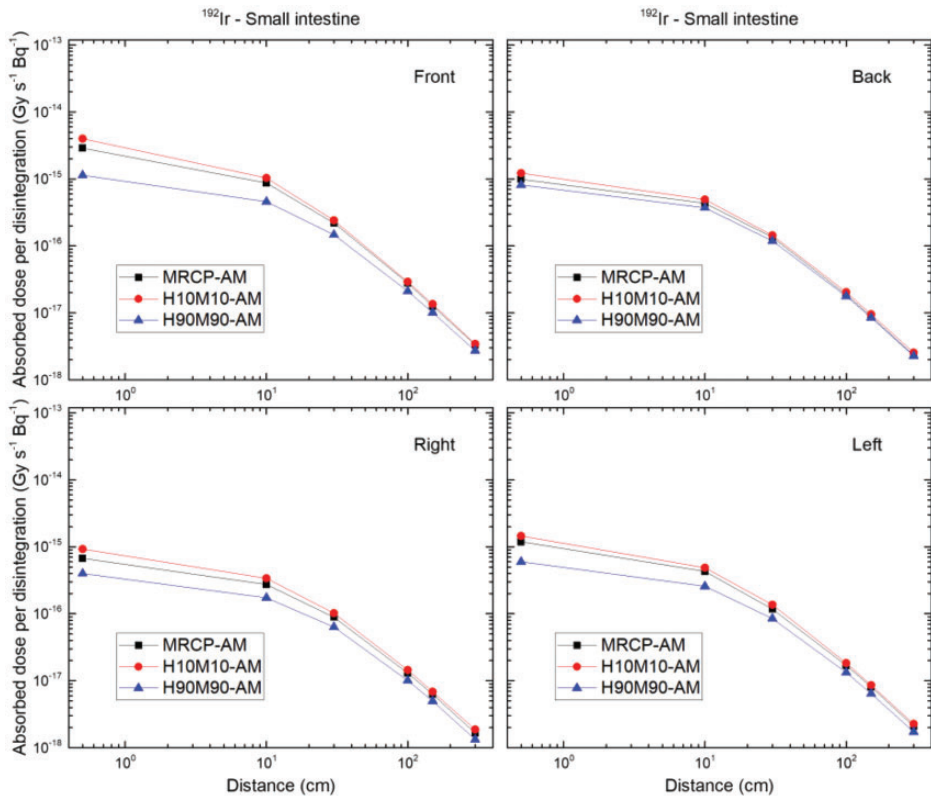 ¹⁹²Ir - Small intestine
¹⁹²Ir - Small intestine
Absorbed dose per disintegration (Gy s⁻¹ Bq⁻¹)
10⁻¹³
10⁻¹⁴
10⁻¹⁵
10⁻¹⁶
10⁻¹⁷
10⁻¹⁸
Front
MRCP-AM
H10M10-AM
H90M90-AM
10⁰
10¹
10²
Back
MRCP-AM
H10M10-AM
H90M90-AM
10⁰
10¹
10²
Absorbed dose per disintegration (Gy s⁻¹ Bq⁻¹)
10⁻¹³
10⁻¹⁴
10⁻¹⁵
10⁻¹⁶
10⁻¹⁷
10⁻¹⁸
Right
MRCP-AM
H10M10-AM
H90M90-AM
10⁰
10¹
10²
Distance (cm)
Left
MRCP-AM
H10M10-AM
H90M90-AM
10⁰
10¹
10²
Distance (cm)